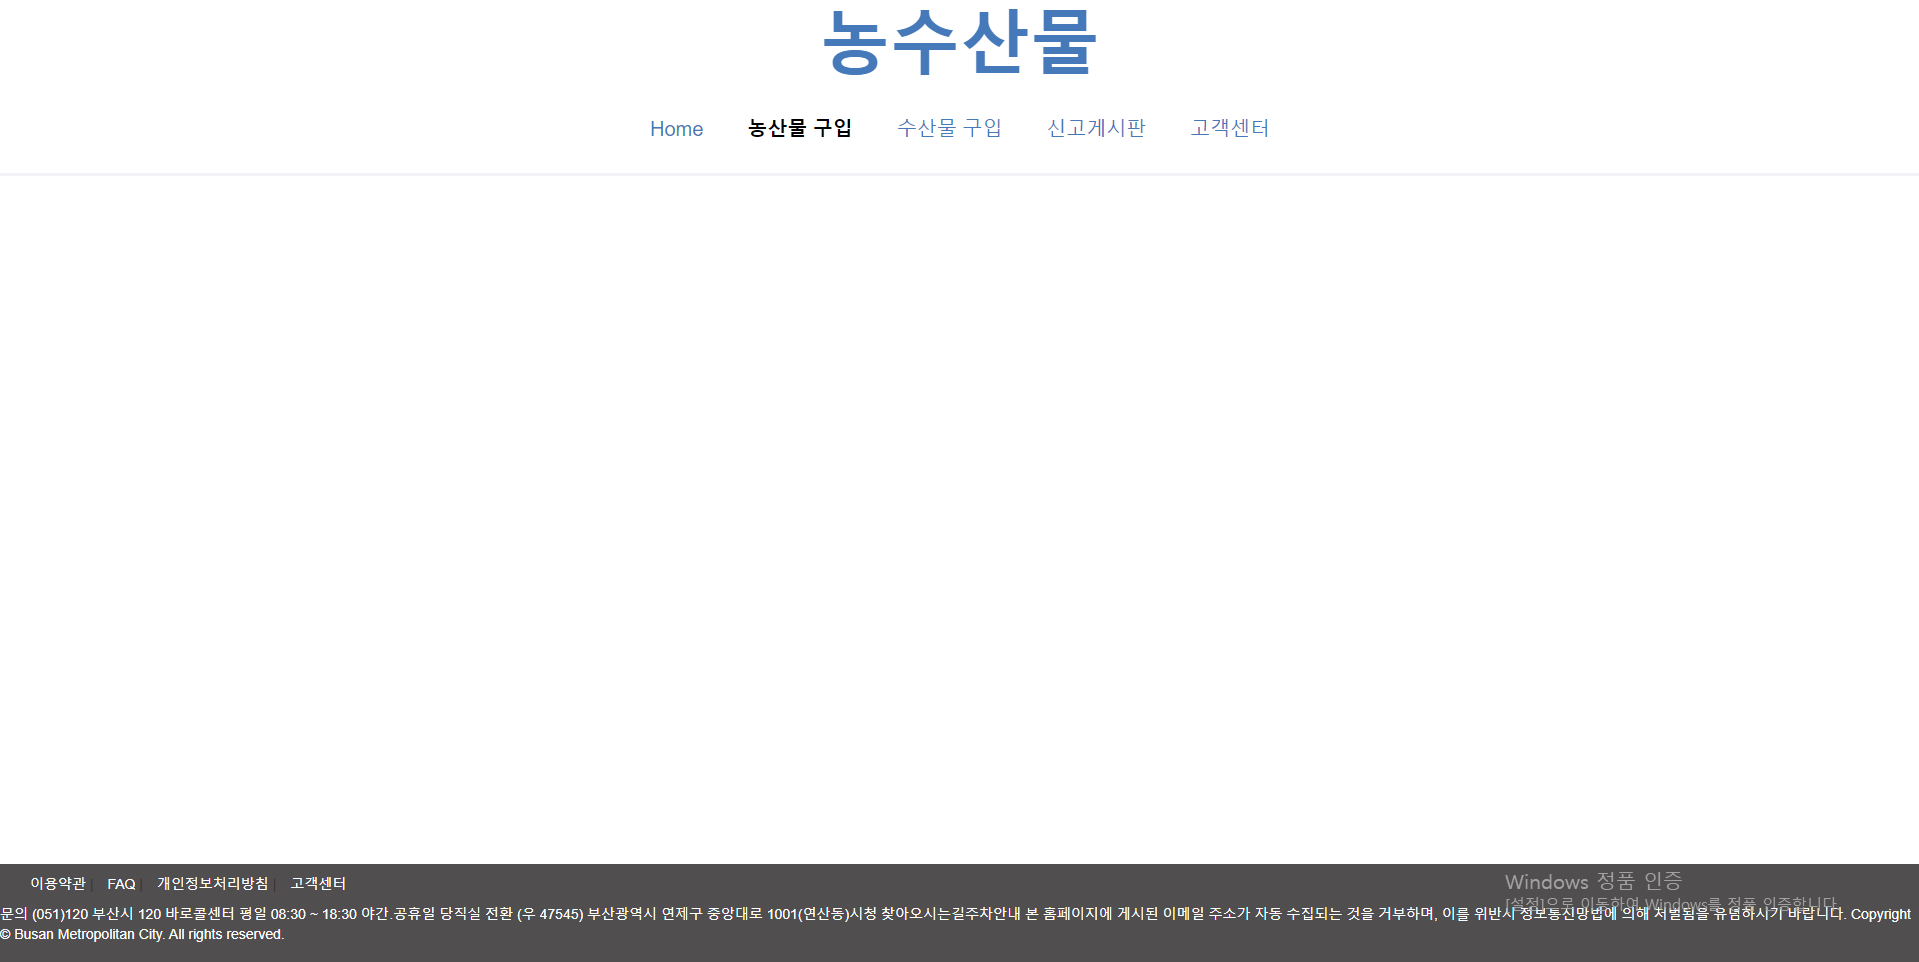 농수산물
Home 농산물 구입 수산물 구입 신고게시판 고객센터
이용약관 | FAQ | 개인정보처리방침 | 고객센터
Windows 정품 인증
[설정]으로 이동하여 Windows를 정품 인증합니다.
문의 (051)120 부산시 120 바로콜센터 평일 08:30 ~ 18:30 야간.공휴일 당직실 전환 (우 47545) 부산광역시 연제구 중앙대로 1001(연산동)시청 찾아오시는길주차안내 본 홈페이지에 게시된 이메일 주소가 자동 수집되는 것을 거부하며, 이를 위반시 정보통신망법에 의해 처벌됨을 유념하시기 바랍니다. Copyright
© Busan Metropolitan City. All rights reserved.